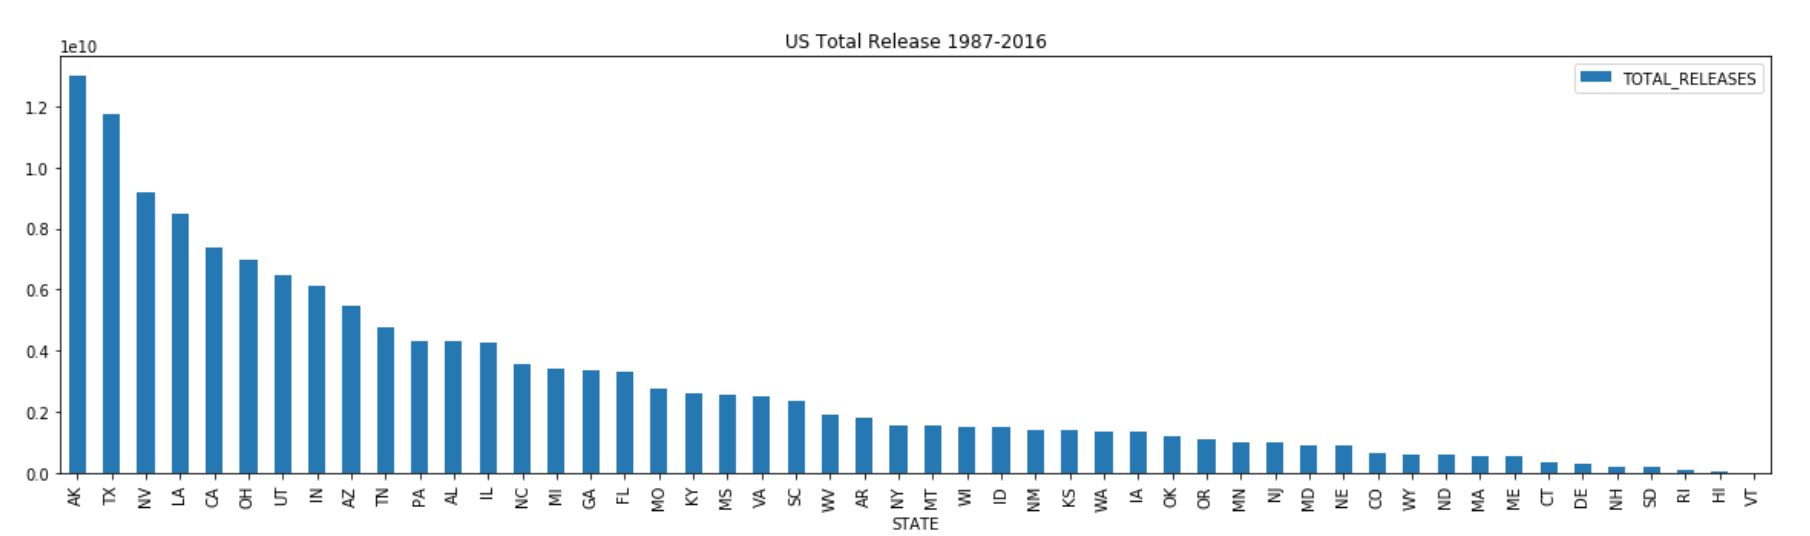 US Total Release 1987-2016
1e10
TOTAL_RELEASES
1.2
1.0
0.8
0.6
0.4
0.2
0.0
AK TX NV LA CA OH UT IN AZ TN PA AL IL NC MI GA FL MO KY MS VA SC WV AR NY MT WI ID NM KS WA IA OK OR MN NJ MD NE CO WY ND MA ME CT DE NH SD RI HI VT
STATE